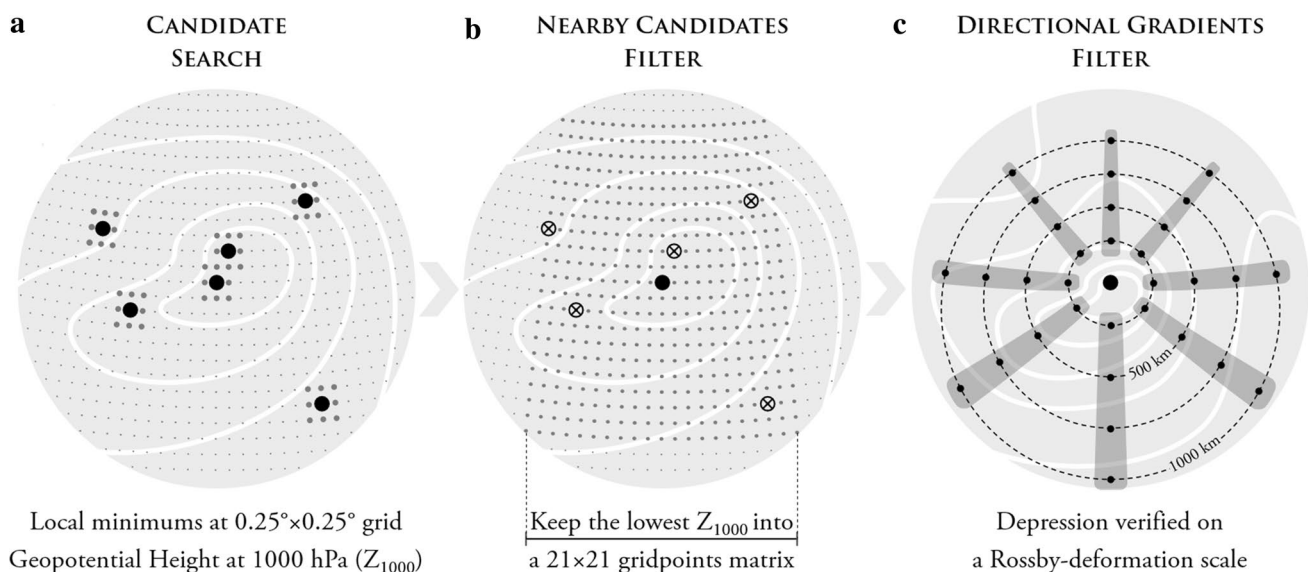 a
CANDIDATE
SEARCH
Local minimums at 0.25°×0.25° grid
Geopotential Height at 1000 hPa (Z1000)
b
NEARBY CANDIDATES
FILTER
Keep the lowest Z1000 into
a 21×21 gridpoints matrix
c
DIRECTIONAL GRADIENTS
FILTER
500 km
1000 km
Depression verified on
a Rossby-deformation scale